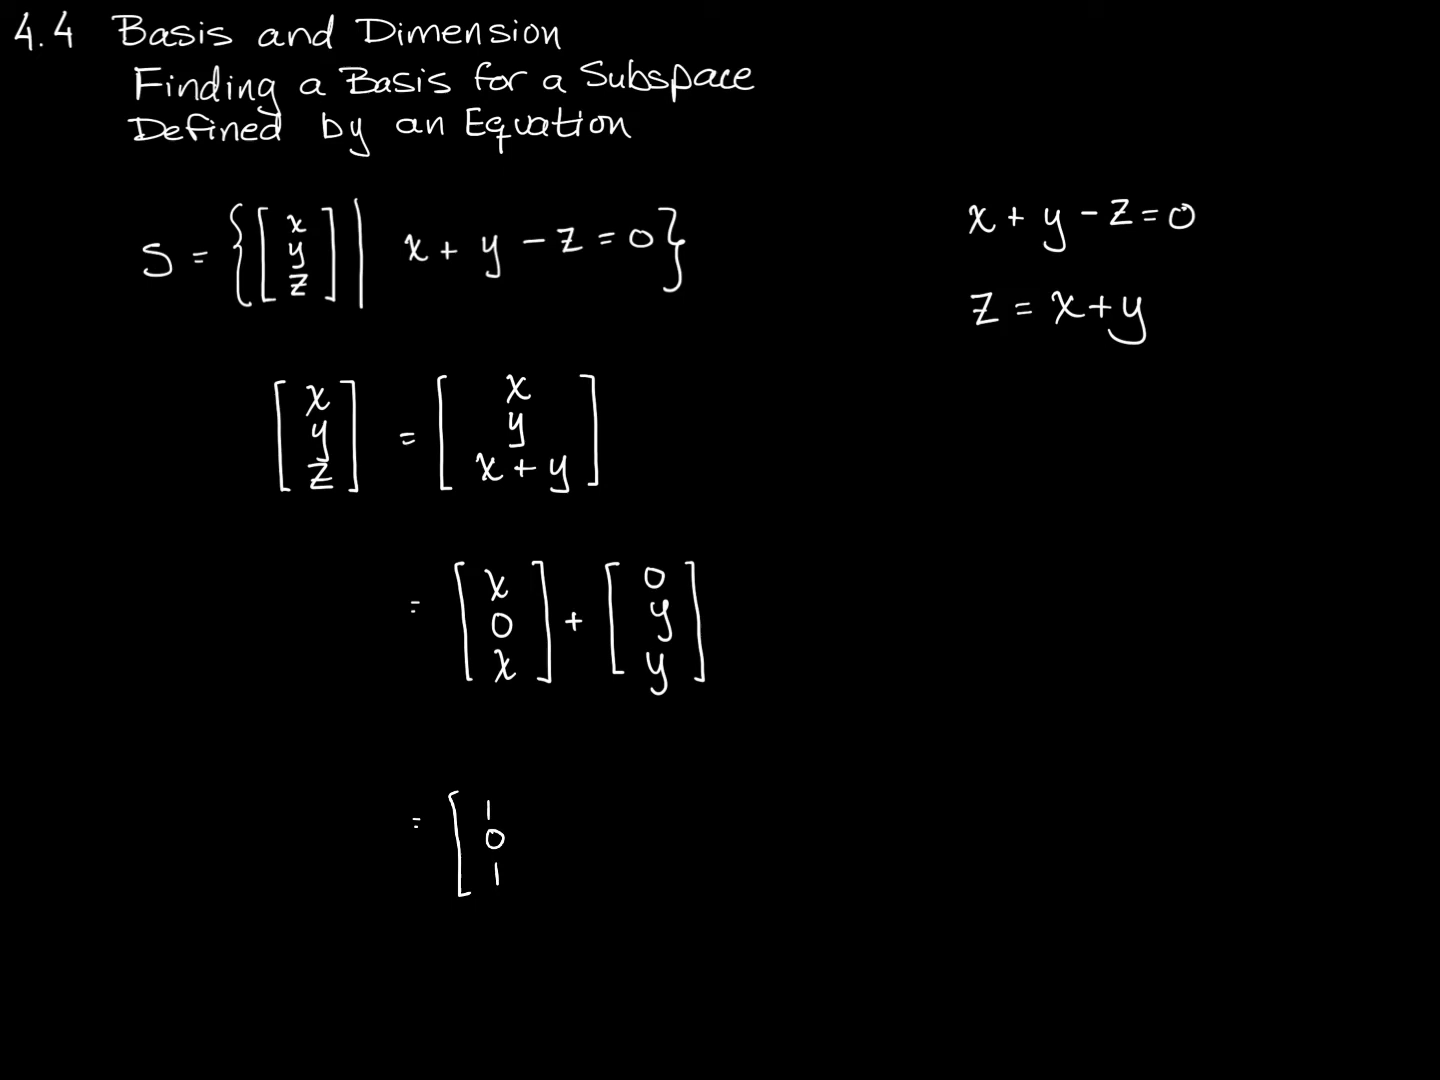 4.4 Basis and Dimension
Finding a Basis for a Subspace
Defined by an Equation
S = { [ x y z ] | x + y - z = 0 }
x + y - z = 0
z = x + y
[ x y z ] = [ x y x + y ]
= [ x 0 x ] + [ 0 y y ]
= [ 1 0 1